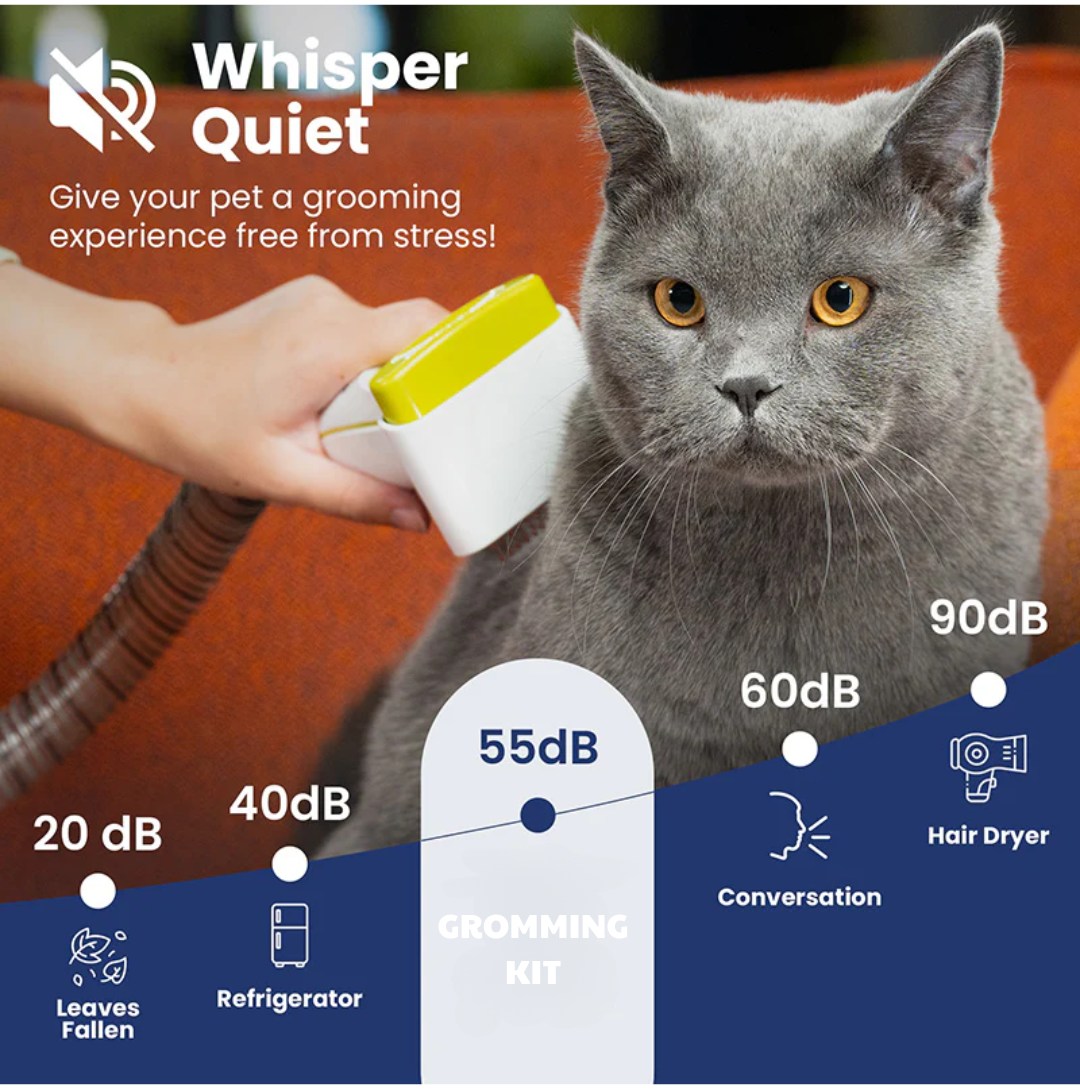 Whisper
Quiet
Give your pet a grooming
experience free from stress!
90dB
60dB
55dB
40dB
20 dB
Hair Dryer
Conversation
GROMMING
KIT
Refrigerator
Leaves
Fallen